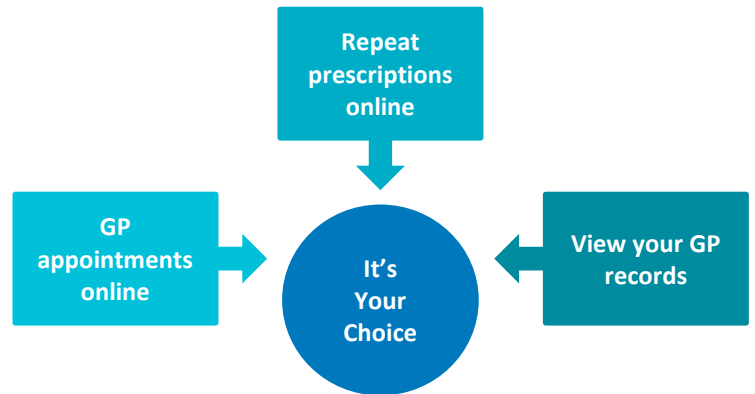 Repeat
prescriptions
online
GP
appointments
online
It’s
Your
Choice
View your GP
records